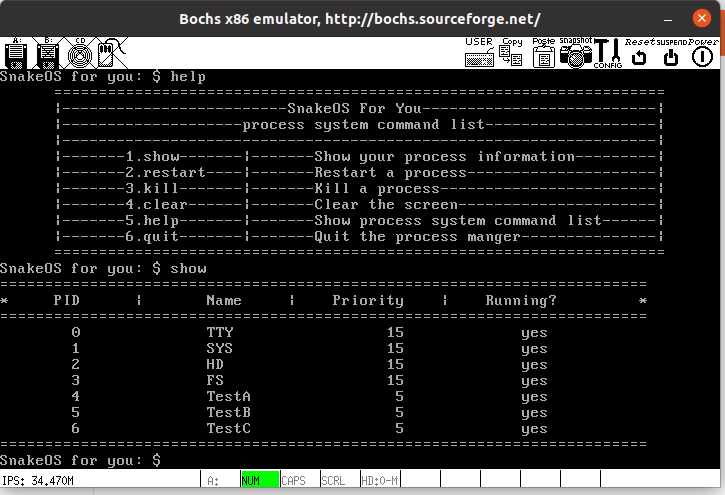 Bochs x86 emulator, http://bochs.sourceforge.net/
A: B: CD USER Copy Paste snapshot CONFIG Reset SUSPEND Power
SnakeOS for you: $ help
============================================================================
|-------------------------SnakeOS For You--------------------------|
|--------------------process system command list-------------------|
|------------------------------------------------------------------|
|-------1.show-------|-------Show your process information---------|
|-------2.restart----|-------Restart a process---------------------|
|-------3.kill-------|-------Kill a process------------------------|
|-------4.clear------|-------Clear the screen----------------------|
|-------5.help-------|-------Show process system command list------|
|-------6.quit-------|-------Quit the process manger---------------|
============================================================================
SnakeOS for you: $ show
========================================================================
* PID | Name | Priority | Running? *
========================================================================
0 TTY 15 yes
1 SYS 15 yes
2 HD 15 yes
3 FS 15 yes
4 TestA 5 yes
5 TestB 5 yes
6 TestC 5 yes
========================================================================
SnakeOS for you: $
IPS: 34.470M A: NUM CAPS SCRL HD:0-M